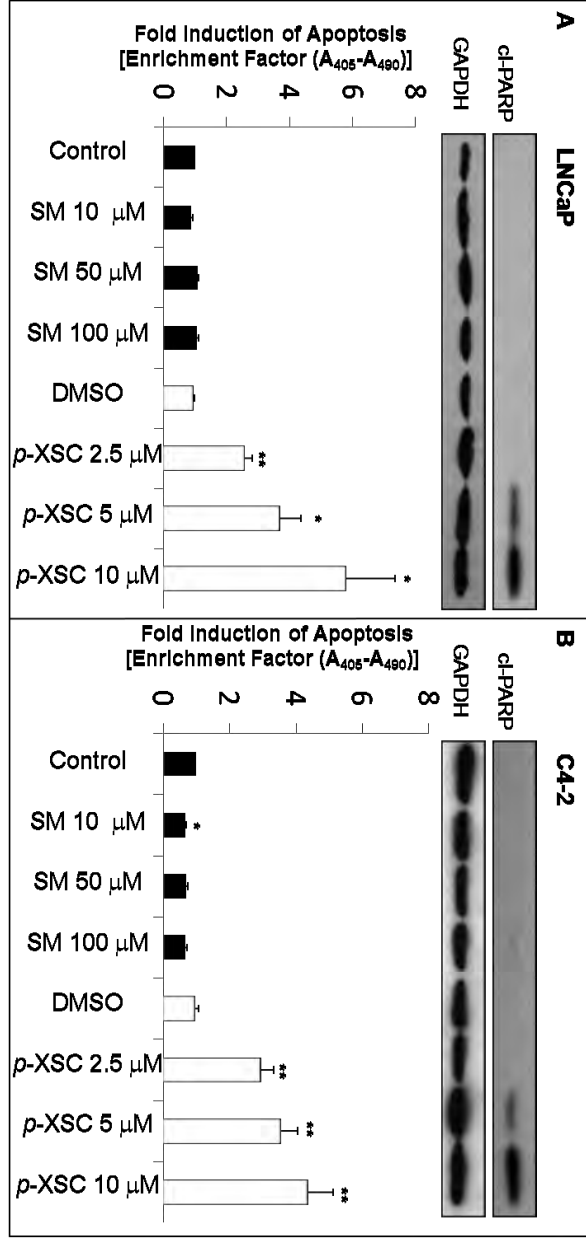 A
LNCaP
cl-PARP
GAPDH
Fold Induction of Apoptosis
[Enrichment Factor (A405-A490)]
8
6
4
2
0
Control
SM 10 µM
SM 50 µM
SM 100 µM
DMSO
p-XSC 2.5 µM
p-XSC 5 µM
p-XSC 10 µM
**
*
*
B
C4-2
cl-PARP
GAPDH
Fold Induction of Apoptosis
[Enrichment Factor (A405-A490)]
8
6
4
2
0
Control
SM 10 µM
SM 50 µM
SM 100 µM
DMSO
p-XSC 2.5 µM
p-XSC 5 µM
p-XSC 10 µM
*
**
**
**